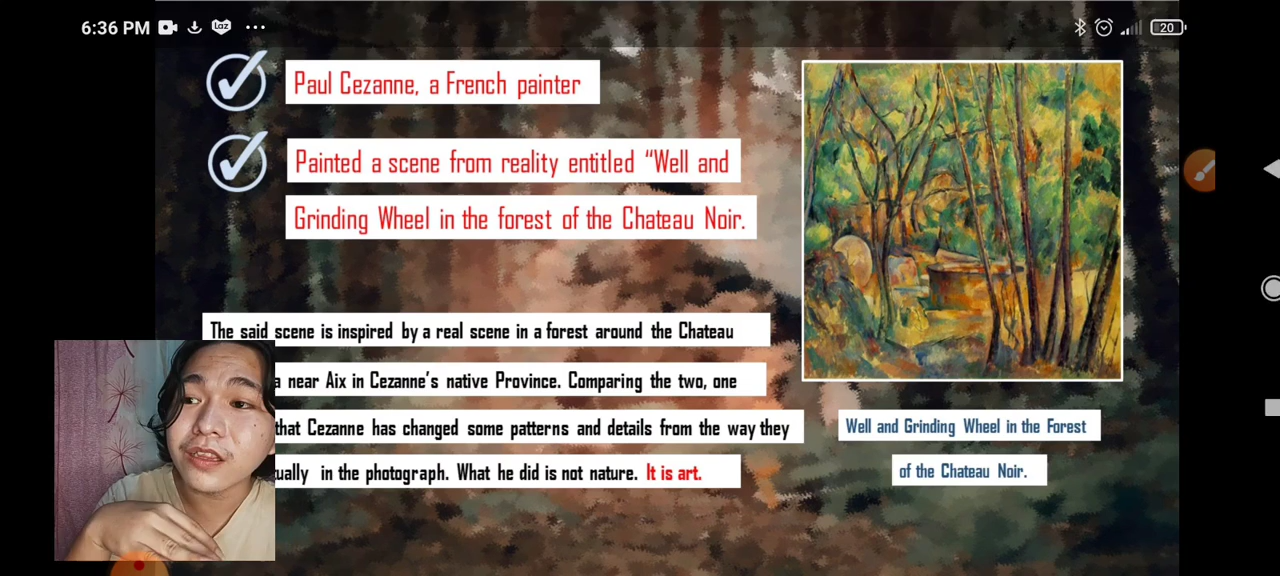 6:36 PM
Laz
20
Paul Cezanne, a French painter
Painted a scene from reality entitled “Well and
Grinding Wheel in the forest of the Chateau Noir.
The said scene is inspired by a real scene in a forest around the Chateau
a near Aix in Cezanne’s native Province. Comparing the two, one
that Cezanne has changed some patterns and details from the way they
ually in the photograph. What he did is not nature. It is art.
Well and Grinding Wheel in the Forest
of the Chateau Noir.